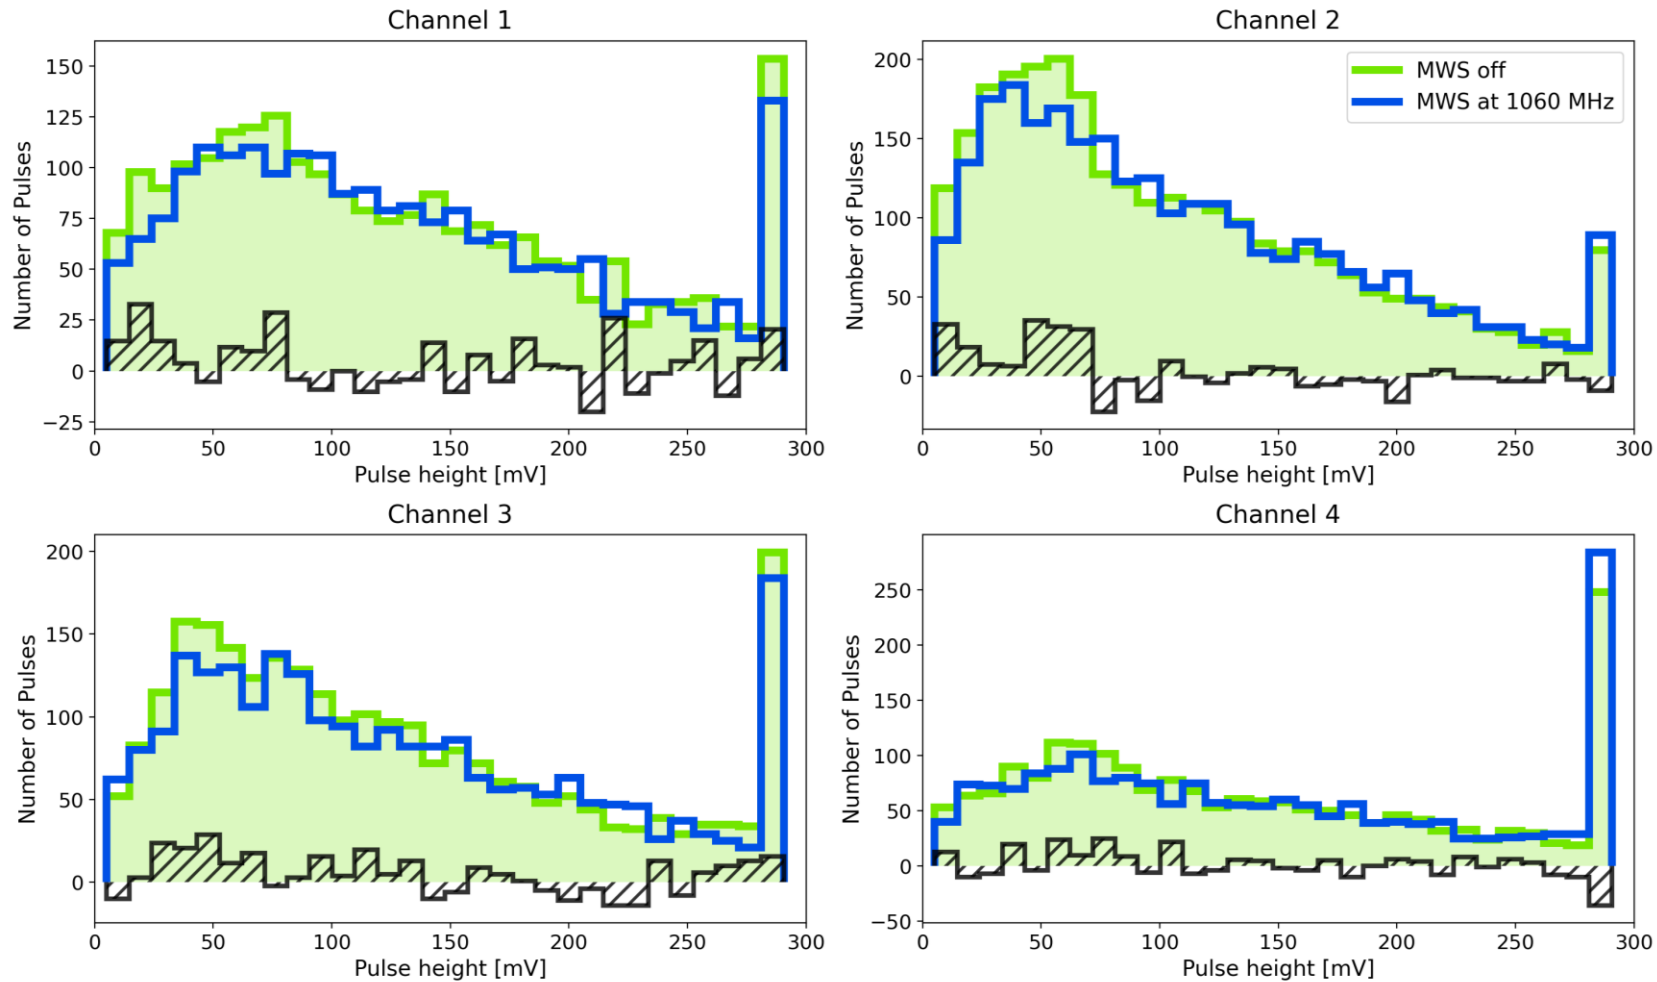 Channel 1
Number of Pulses
150
125
100
75
50
25
0
−25
0 50 100 150 200 250 300
Pulse height [mV]
Channel 2
MWS off
MWS at 1060 MHz
Number of Pulses
200
150
100
50
0
0 50 100 150 200 250 300
Pulse height [mV]
Channel 3
Number of Pulses
200
150
100
50
0
0 50 100 150 200 250 300
Pulse height [mV]
Channel 4
Number of Pulses
250
200
150
100
50
0
−50
0 50 100 150 200 250 300
Pulse height [mV]